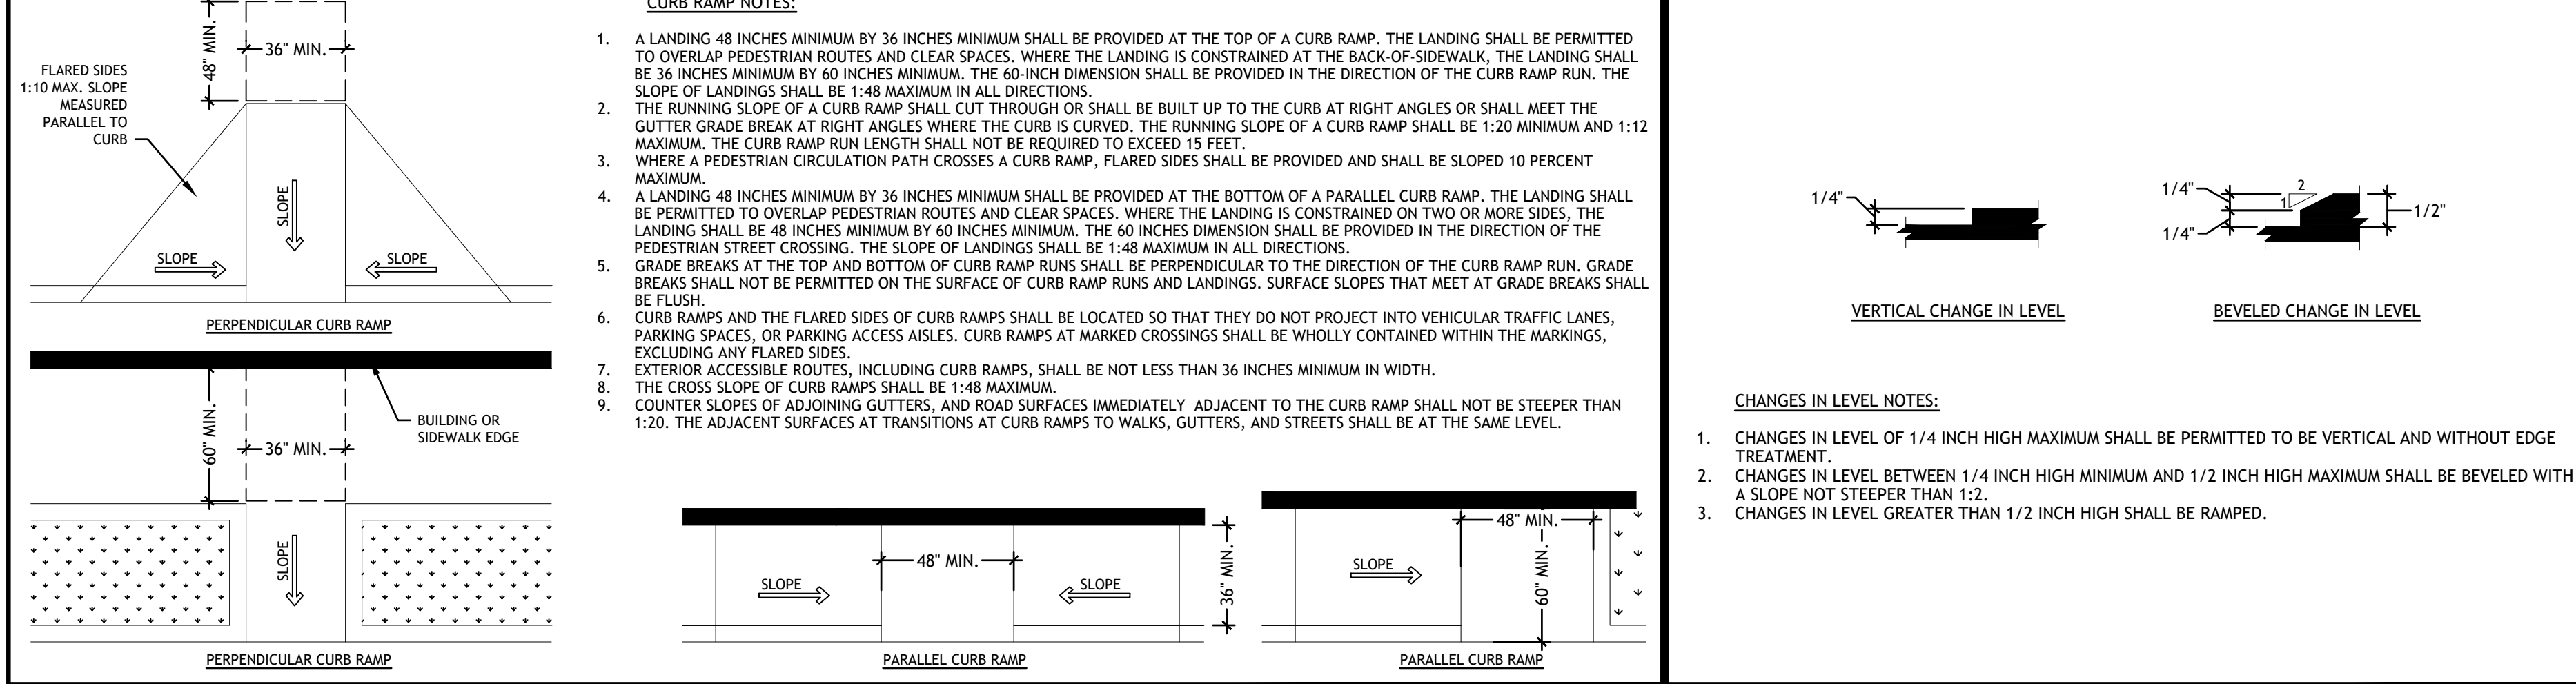 48" MIN.
36" MIN.
FLARED SIDES
1:10 MAX. SLOPE
MEASURED
PARALLEL TO
CURB
SLOPE
SLOPE
SLOPE
PERPENDICULAR CURB RAMP
60" MIN.
36" MIN.
BUILDING OR
SIDEWALK EDGE
SLOPE
PERPENDICULAR CURB RAMP
CURB RAMP NOTES:
1. A LANDING 48 INCHES MINIMUM BY 36 INCHES MINIMUM SHALL BE PROVIDED AT THE TOP OF A CURB RAMP. THE LANDING SHALL BE PERMITTED
TO OVERLAP PEDESTRIAN ROUTES AND CLEAR SPACES. WHERE THE LANDING IS CONSTRAINED AT THE BACK-OF-SIDEWALK, THE LANDING SHALL
BE 36 INCHES MINIMUM BY 60 INCHES MINIMUM. THE 60-INCH DIMENSION SHALL BE PROVIDED IN THE DIRECTION OF THE CURB RAMP RUN. THE
SLOPE OF LANDINGS SHALL BE 1:48 MAXIMUM IN ALL DIRECTIONS.
2. THE RUNNING SLOPE OF A CURB RAMP SHALL CUT THROUGH OR SHALL BE BUILT UP TO THE CURB AT RIGHT ANGLES OR SHALL MEET THE
GUTTER GRADE BREAK AT RIGHT ANGLES WHERE THE CURB IS CURVED. THE RUNNING SLOPE OF A CURB RAMP SHALL BE 1:20 MINIMUM AND 1:12
MAXIMUM. THE CURB RAMP RUN LENGTH SHALL NOT BE REQUIRED TO EXCEED 15 FEET.
3. WHERE A PEDESTRIAN CIRCULATION PATH CROSSES A CURB RAMP, FLARED SIDES SHALL BE PROVIDED AND SHALL BE SLOPED 10 PERCENT
MAXIMUM.
4. A LANDING 48 INCHES MINIMUM BY 36 INCHES MINIMUM SHALL BE PROVIDED AT THE BOTTOM OF A PARALLEL CURB RAMP. THE LANDING SHALL
BE PERMITTED TO OVERLAP PEDESTRIAN ROUTES AND CLEAR SPACES. WHERE THE LANDING IS CONSTRAINED ON TWO OR MORE SIDES, THE
LANDING SHALL BE 48 INCHES MINIMUM BY 60 INCHES MINIMUM. THE 60 INCHES DIMENSION SHALL BE PROVIDED IN THE DIRECTION OF THE
PEDESTRIAN STREET CROSSING. THE SLOPE OF LANDINGS SHALL BE 1:48 MAXIMUM IN ALL DIRECTIONS.
5. GRADE BREAKS AT THE TOP AND BOTTOM OF CURB RAMP RUNS SHALL BE PERPENDICULAR TO THE DIRECTION OF THE CURB RAMP RUN. GRADE
BREAKS SHALL NOT BE PERMITTED ON THE SURFACE OF CURB RAMP RUNS AND LANDINGS. SURFACE SLOPES THAT MEET AT GRADE BREAKS SHALL
BE FLUSH.
6. CURB RAMPS AND THE FLARED SIDES OF CURB RAMPS SHALL BE LOCATED SO THAT THEY DO NOT PROJECT INTO VEHICULAR TRAFFIC LANES,
PARKING SPACES, OR PARKING ACCESS AISLES. CURB RAMPS AT MARKED CROSSINGS SHALL BE WHOLLY CONTAINED WITHIN THE MARKINGS,
EXCLUDING ANY FLARED SIDES.
7. EXTERIOR ACCESSIBLE ROUTES, INCLUDING CURB RAMPS, SHALL BE NOT LESS THAN 36 INCHES MINIMUM IN WIDTH.
8. THE CROSS SLOPE OF CURB RAMPS SHALL BE 1:48 MAXIMUM.
9. COUNTER SLOPES OF ADJOINING GUTTERS, AND ROAD SURFACES IMMEDIATELY ADJACENT TO THE CURB RAMP SHALL NOT BE STEEPER THAN
1:20. THE ADJACENT SURFACES AT TRANSITIONS AT CURB RAMPS TO WALKS, GUTTERS, AND STREETS SHALL BE AT THE SAME LEVEL.
48" MIN.
36" MIN.
SLOPE
SLOPE
PARALLEL CURB RAMP
48" MIN.
60" MIN.
SLOPE
PARALLEL CURB RAMP
1/4"
VERTICAL CHANGE IN LEVEL
1/4"
2
1
1/2"
1/4"
BEVELED CHANGE IN LEVEL
CHANGES IN LEVEL NOTES:
1. CHANGES IN LEVEL OF 1/4 INCH HIGH MAXIMUM SHALL BE PERMITTED TO BE VERTICAL AND WITHOUT EDGE
TREATMENT.
2. CHANGES IN LEVEL BETWEEN 1/4 INCH HIGH MINIMUM AND 1/2 INCH HIGH MAXIMUM SHALL BE BEVELED WITH
A SLOPE NOT STEEPER THAN 1:2.
3. CHANGES IN LEVEL GREATER THAN 1/2 INCH HIGH SHALL BE RAMPED.